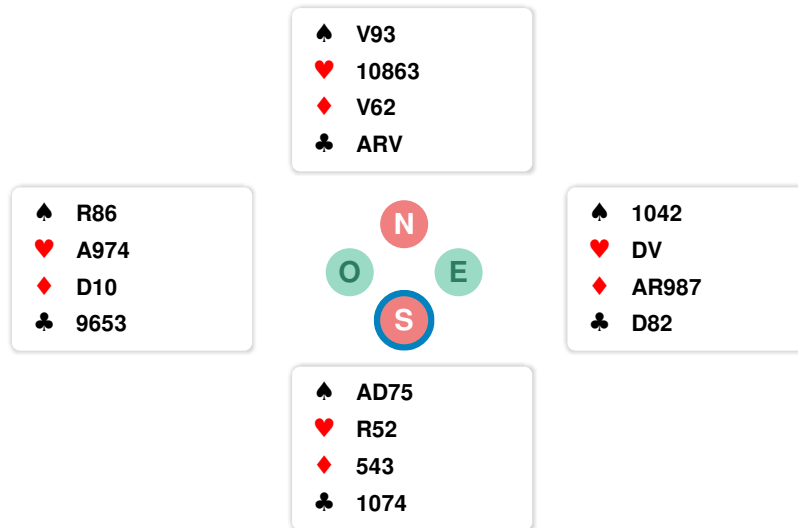 ♠ V93
♥ 10863
♦ V62
♣ ARV
♠ R86
♥ A974
♦ D10
♣ 9653
N
O E
S
♠ 1042
♥ DV
♦ AR987
♣ D82
♠ AD75
♥ R52
♦ 543
♣ 1074